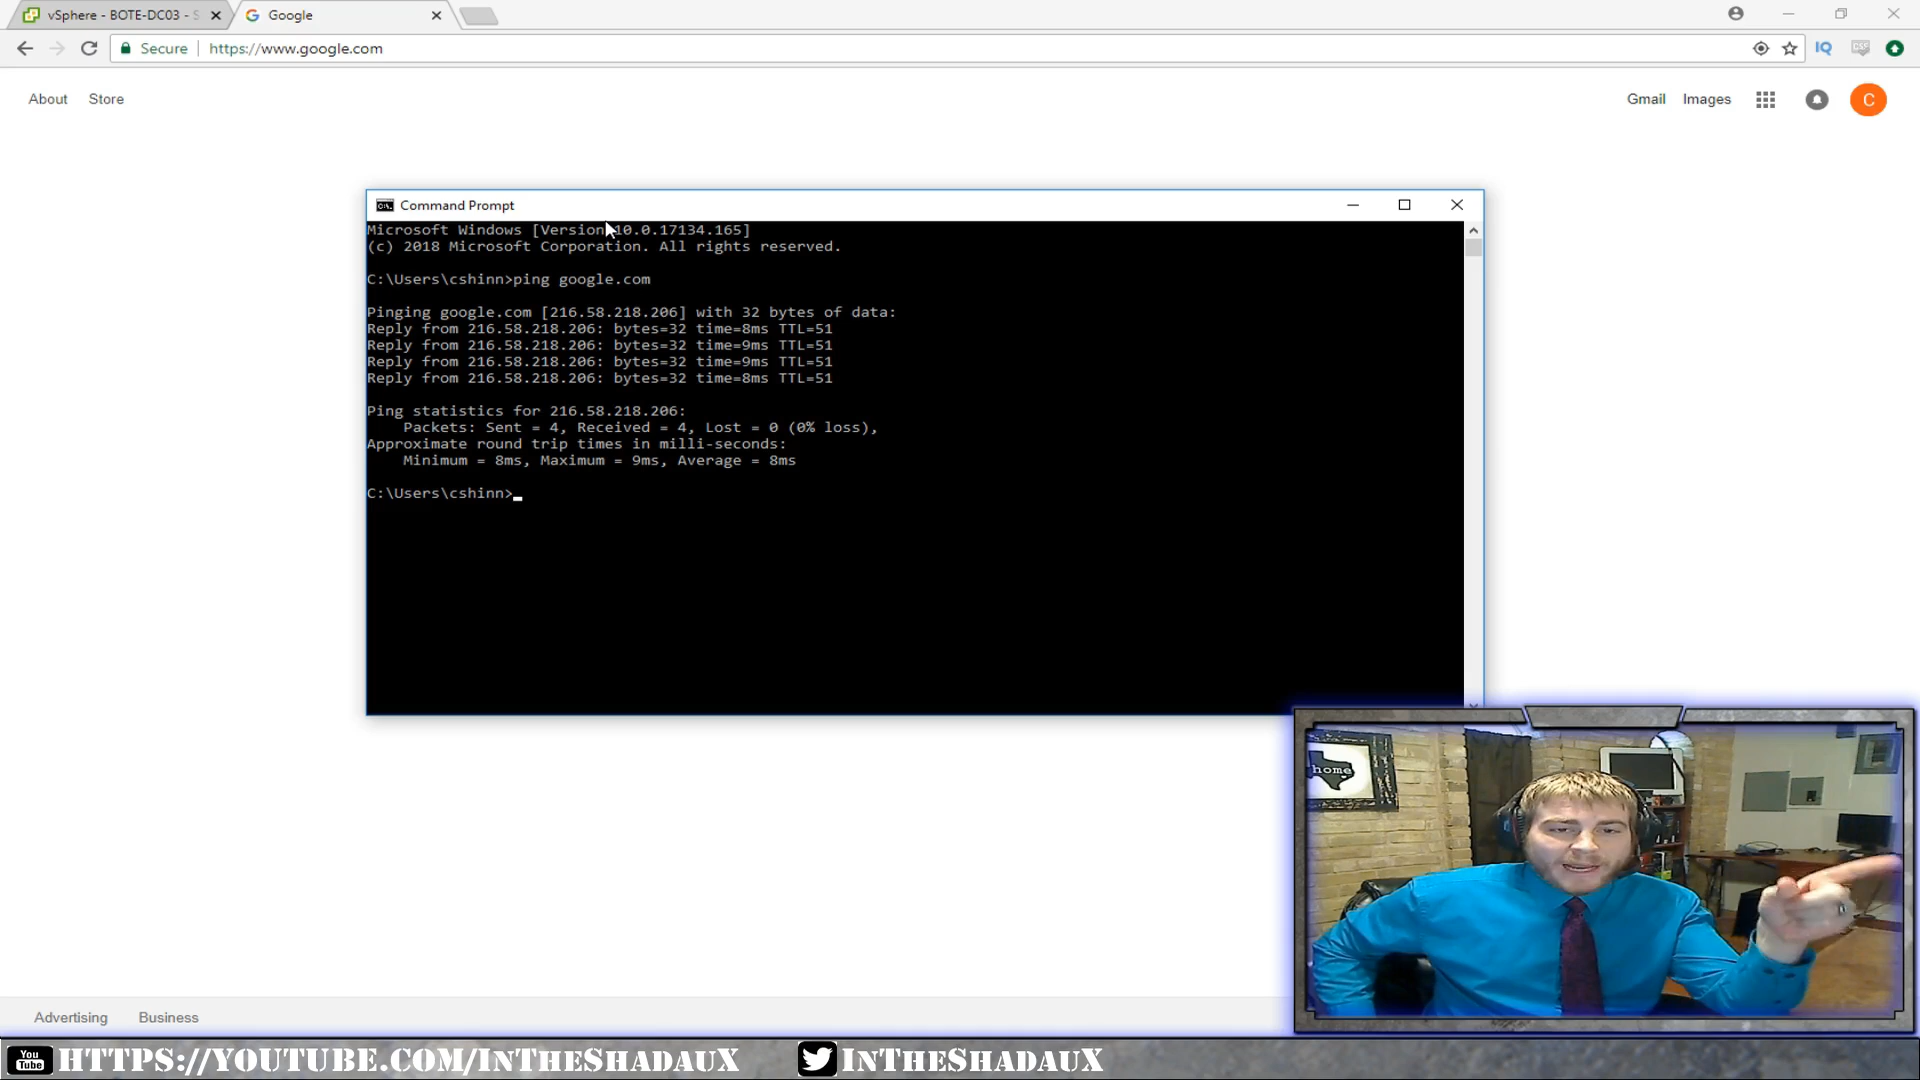 vSphere - BOTE-DC03 - S
Google
Secure
https://www.google.com
IQ
CSF
About
Store
Gmail
Images
C
Command Prompt
Microsoft Windows [Version 10.0.17134.165]
(c) 2018 Microsoft Corporation. All rights reserved.
C:\Users\cshinn>ping google.com
Pinging google.com [216.58.218.206] with 32 bytes of data:
Reply from 216.58.218.206: bytes=32 time=8ms TTL=51
Reply from 216.58.218.206: bytes=32 time=9ms TTL=51
Reply from 216.58.218.206: bytes=32 time=9ms TTL=51
Reply from 216.58.218.206: bytes=32 time=8ms TTL=51
Ping statistics for 216.58.218.206:
Packets: Sent = 4, Received = 4, Lost = 0 (0% loss),
Approximate round trip times in milli-seconds:
Minimum = 8ms, Maximum = 9ms, Average = 8ms
C:\Users\cshinn>_
home
Advertising
Business
You Tube
HTTPS://YOUTUBE.COM/INTHESHADAUX
INTHESHADAUX